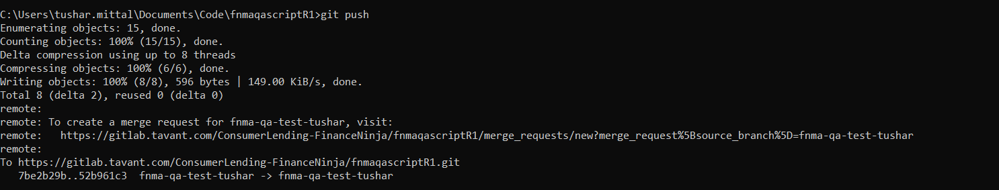 C:\Users\tushar.mittal\Documents\Code\fnmaqascriptR1>git push
Enumerating objects: 15, done.
Counting objects: 100% (15/15), done.
Delta compression using up to 8 threads
Compressing objects: 100% (6/6), done.
Writing objects: 100% (8/8), 596 bytes | 149.00 KiB/s, done.
Total 8 (delta 2), reused 0 (delta 0)
remote:
remote: To create a merge request for fnma-qa-test-tushar, visit:
remote:   https://gitlab.tavant.com/ConsumerLending-FinanceNinja/fnmaqascriptR1/merge_requests/new?merge_request%5Bsource_branch%5D=fnma-qa-test-tushar
remote:
To https://gitlab.tavant.com/ConsumerLending-FinanceNinja/fnmaqascriptR1.git
   7be2b29b..52b961c3  fnma-qa-test-tushar -> fnma-qa-test-tushar